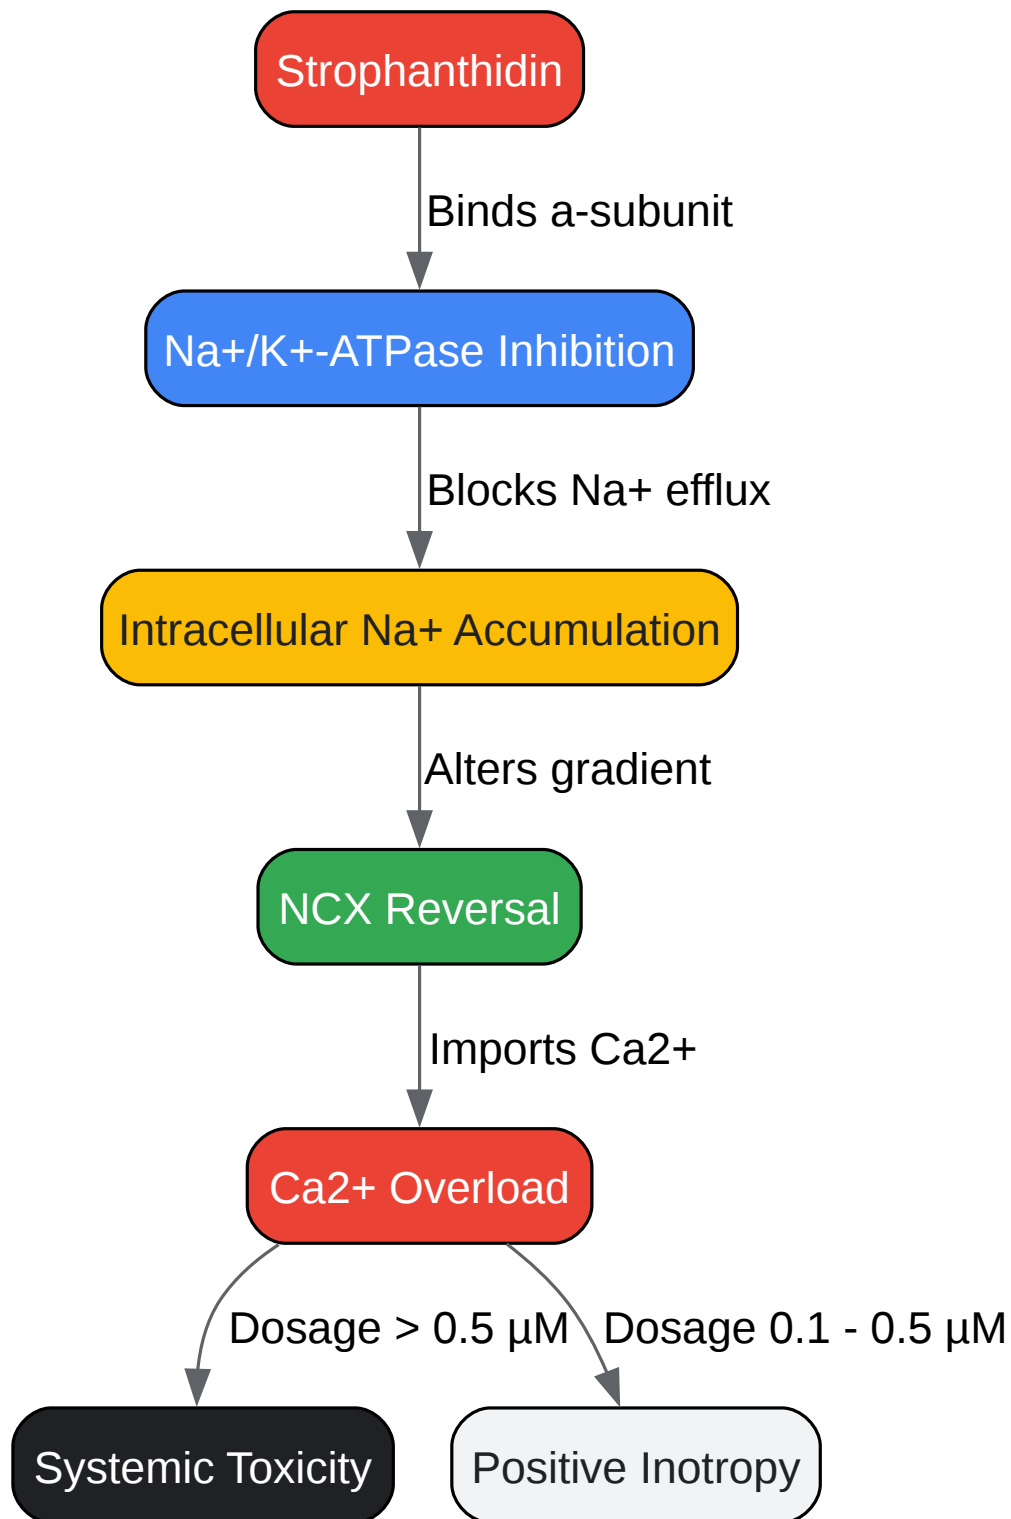 Strophanthidin
Binds a-subunit
Na+/K+-ATPase Inhibition
Blocks Na+ efflux
Intracellular Na+ Accumulation
Alters gradient
NCX Reversal
Imports Ca2+
Ca2+ Overload
Dosage > 0.5 µM
Dosage 0.1 - 0.5 µM
Systemic Toxicity
Positive Inotropy